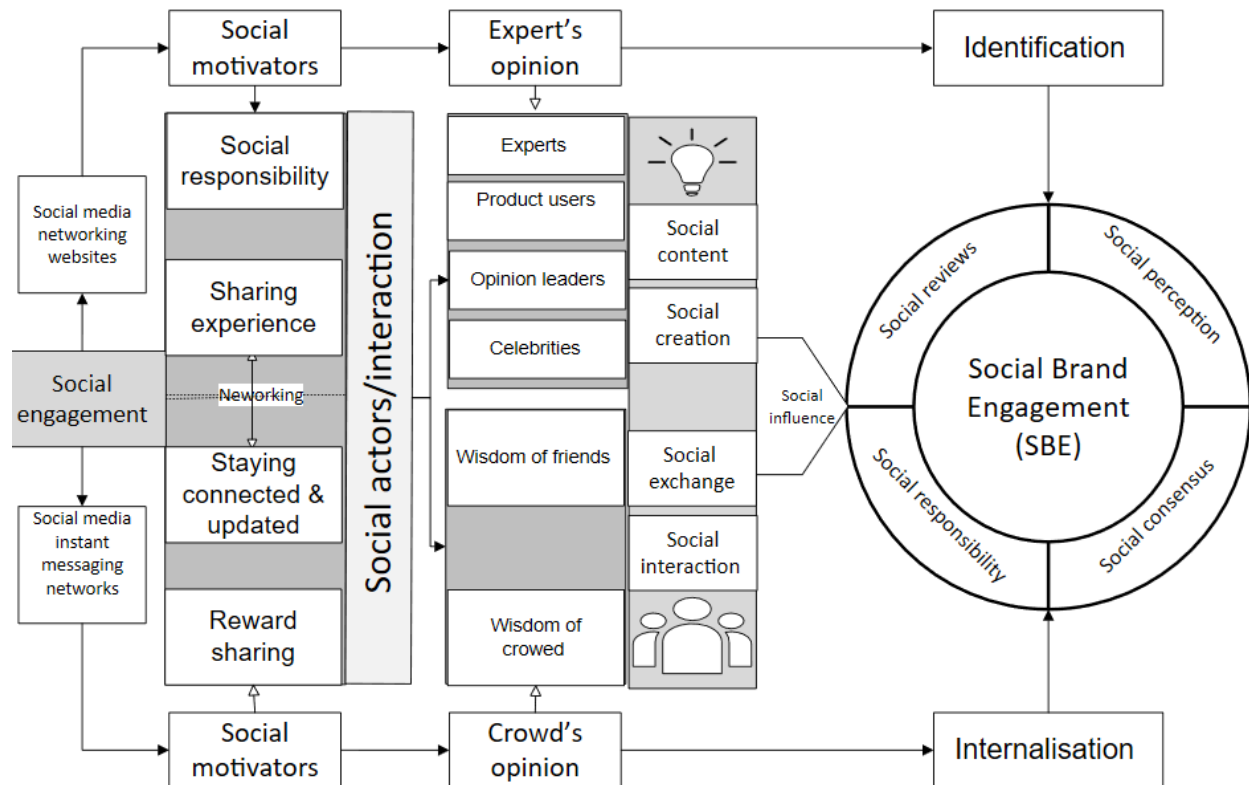 Social
motivators
Expert's
opinion
Identification
Social
responsibility
Social media
networking
websites
Sharing
experience
Social
engagement
Neworking
Staying
connected &
updated
Social media
instant
messaging
networks
Reward
sharing
Social
motivators
Social actors/interaction
Experts
Product users
Opinion leaders
Celebrities
Wisdom of friends
Wisdom of
crowed
Crowd's
opinion
Social
content
Social
creation
Social
exchange
Social
interaction
Social
influence
Social reviews
Social perception
Social Brand
Engagement
(SBE)
Social responsibility
Social consensus
Internalisation